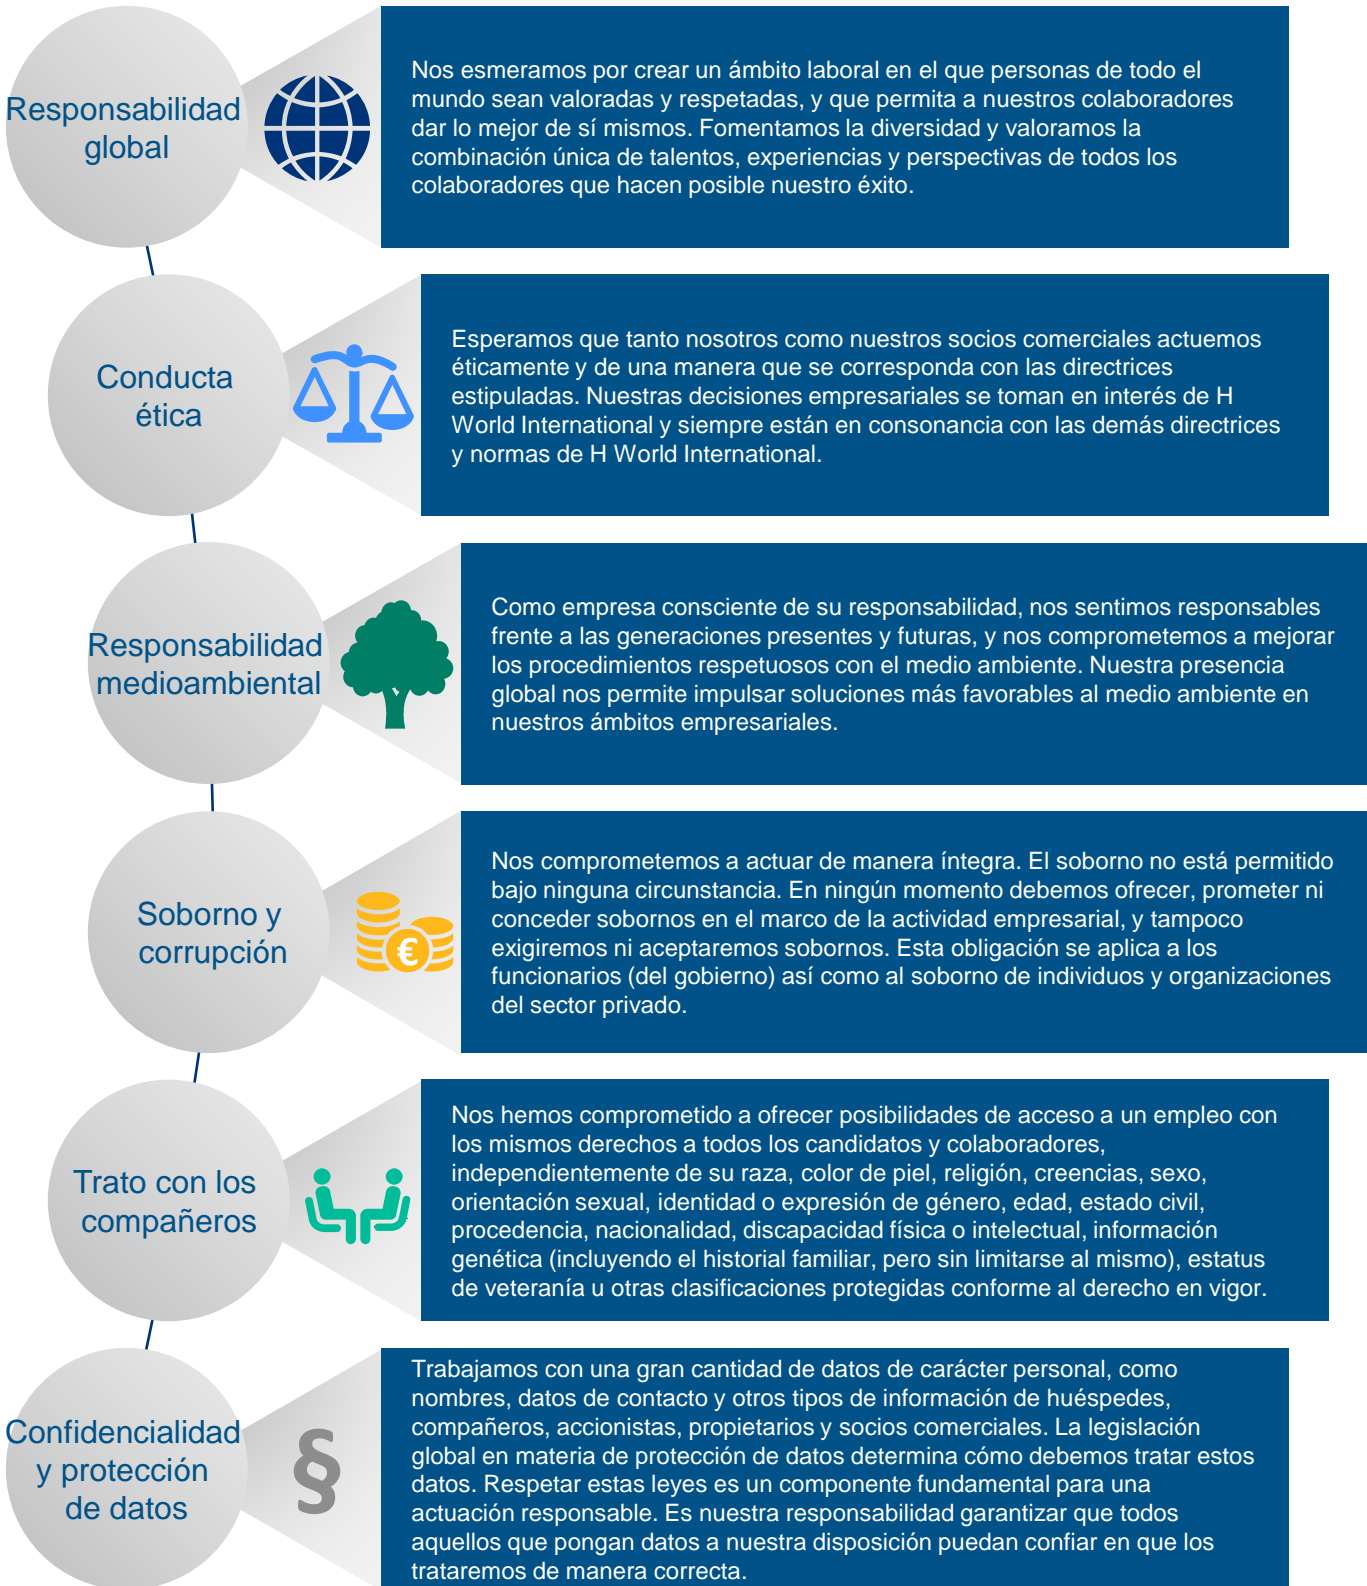 Responsabilidad
global
Nos esmeramos por crear un ámbito laboral en el que personas de todo el
mundo sean valoradas y respetadas, y que permita a nuestros colaboradores
dar lo mejor de sí mismos. Fomentamos la diversidad y valoramos la
combinación única de talentos, experiencias y perspectivas de todos los
colaboradores que hacen posible nuestro éxito.
Conducta
ética
Esperamos que tanto nosotros como nuestros socios comerciales actuemos
éticamente y de una manera que se corresponda con las directrices
estipuladas. Nuestras decisiones empresariales se toman en interés de H
World International y siempre están en consonancia con las demás directrices
y normas de H World International.
Responsabilidad
medioambiental
Como empresa consciente de su responsabilidad, nos sentimos responsables
frente a las generaciones presentes y futuras, y nos comprometemos a mejorar
los procedimientos respetuosos con el medio ambiente. Nuestra presencia
global nos permite impulsar soluciones más favorables al medio ambiente en
nuestros ámbitos empresariales.
Soborno y
corrupción
€
Nos comprometemos a actuar de manera íntegra. El soborno no está permitido
bajo ninguna circunstancia. En ningún momento debemos ofrecer, prometer ni
conceder sobornos en el marco de la actividad empresarial, y tampoco
exigiremos ni aceptaremos sobornos. Esta obligación se aplica a los
funcionarios (del gobierno) así como al soborno de individuos y organizaciones
del sector privado.
Trato con los
compañeros
Nos hemos comprometido a ofrecer posibilidades de acceso a un empleo con
los mismos derechos a todos los candidatos y colaboradores,
independientemente de su raza, color de piel, religión, creencias, sexo,
orientación sexual, identidad o expresión de género, edad, estado civil,
procedencia, nacionalidad, discapacidad física o intelectual, información
genética (incluyendo el historial familiar, pero sin limitarse al mismo), estatus
de veteranía u otras clasificaciones protegidas conforme al derecho en vigor.
Confidencialidad
y protección
de datos
§
Trabajamos con una gran cantidad de datos de carácter personal, como
nombres, datos de contacto y otros tipos de información de huéspedes,
compañeros, accionistas, propietarios y socios comerciales. La legislación
global en materia de protección de datos determina cómo debemos tratar estos
datos. Respetar estas leyes es un componente fundamental para una
actuación responsable. Es nuestra responsabilidad garantizar que todos
aquellos que pongan datos a nuestra disposición puedan confiar en que los
trataremos de manera correcta.